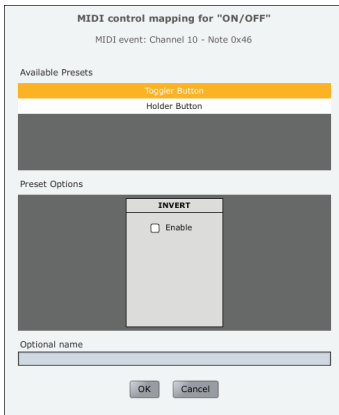 MIDI control mapping for "ON/OFF"
MIDI event: Channel 10 - Note 0x46
Available Presets
Toggler Button
Holder Button
Preset Options
INVERT
Enable
Optional name
OK Cancel